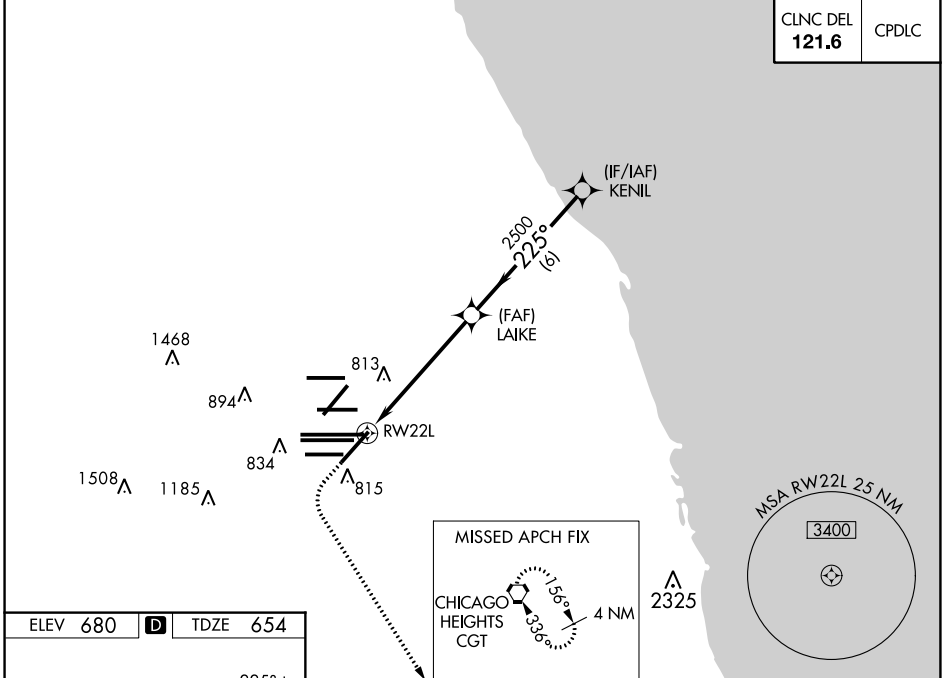 CLNC DEL
121.6
CPDLC
(IF/IAF)
KENIL
2500
225°
(6)
(FAF)
LAIKE
1468
813
894
RW22L
834
815
1508
1185
MSA RW22L 25 NM
3400
MISSED APCH FIX
CHICAGO
HEIGHTS
CGT
156°
336°
4 NM
2325
ELEV 680 D TDZE 654